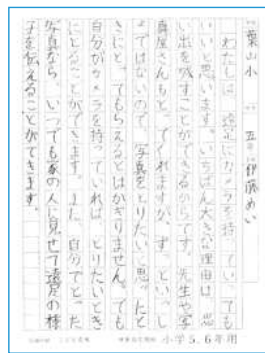 山小 五年 伊藤めい
わたしは、遠足にカメラを持っていっても
いいと思います。いちばん大きな理由は、思
い出を残すことができるからです。先生や写
真屋さんもとってくれますが、ずっといっし
ょではないので、写真をとりたいと思ったと
きにとってもらえるとはかぎりません。でも
自分がカメラを持っていれば、とりたいとき
にとることができます。また、自分でとった
写真なら、いつでも家の人に見せて遠足の様
子を伝えることができます。
小学5.6年用